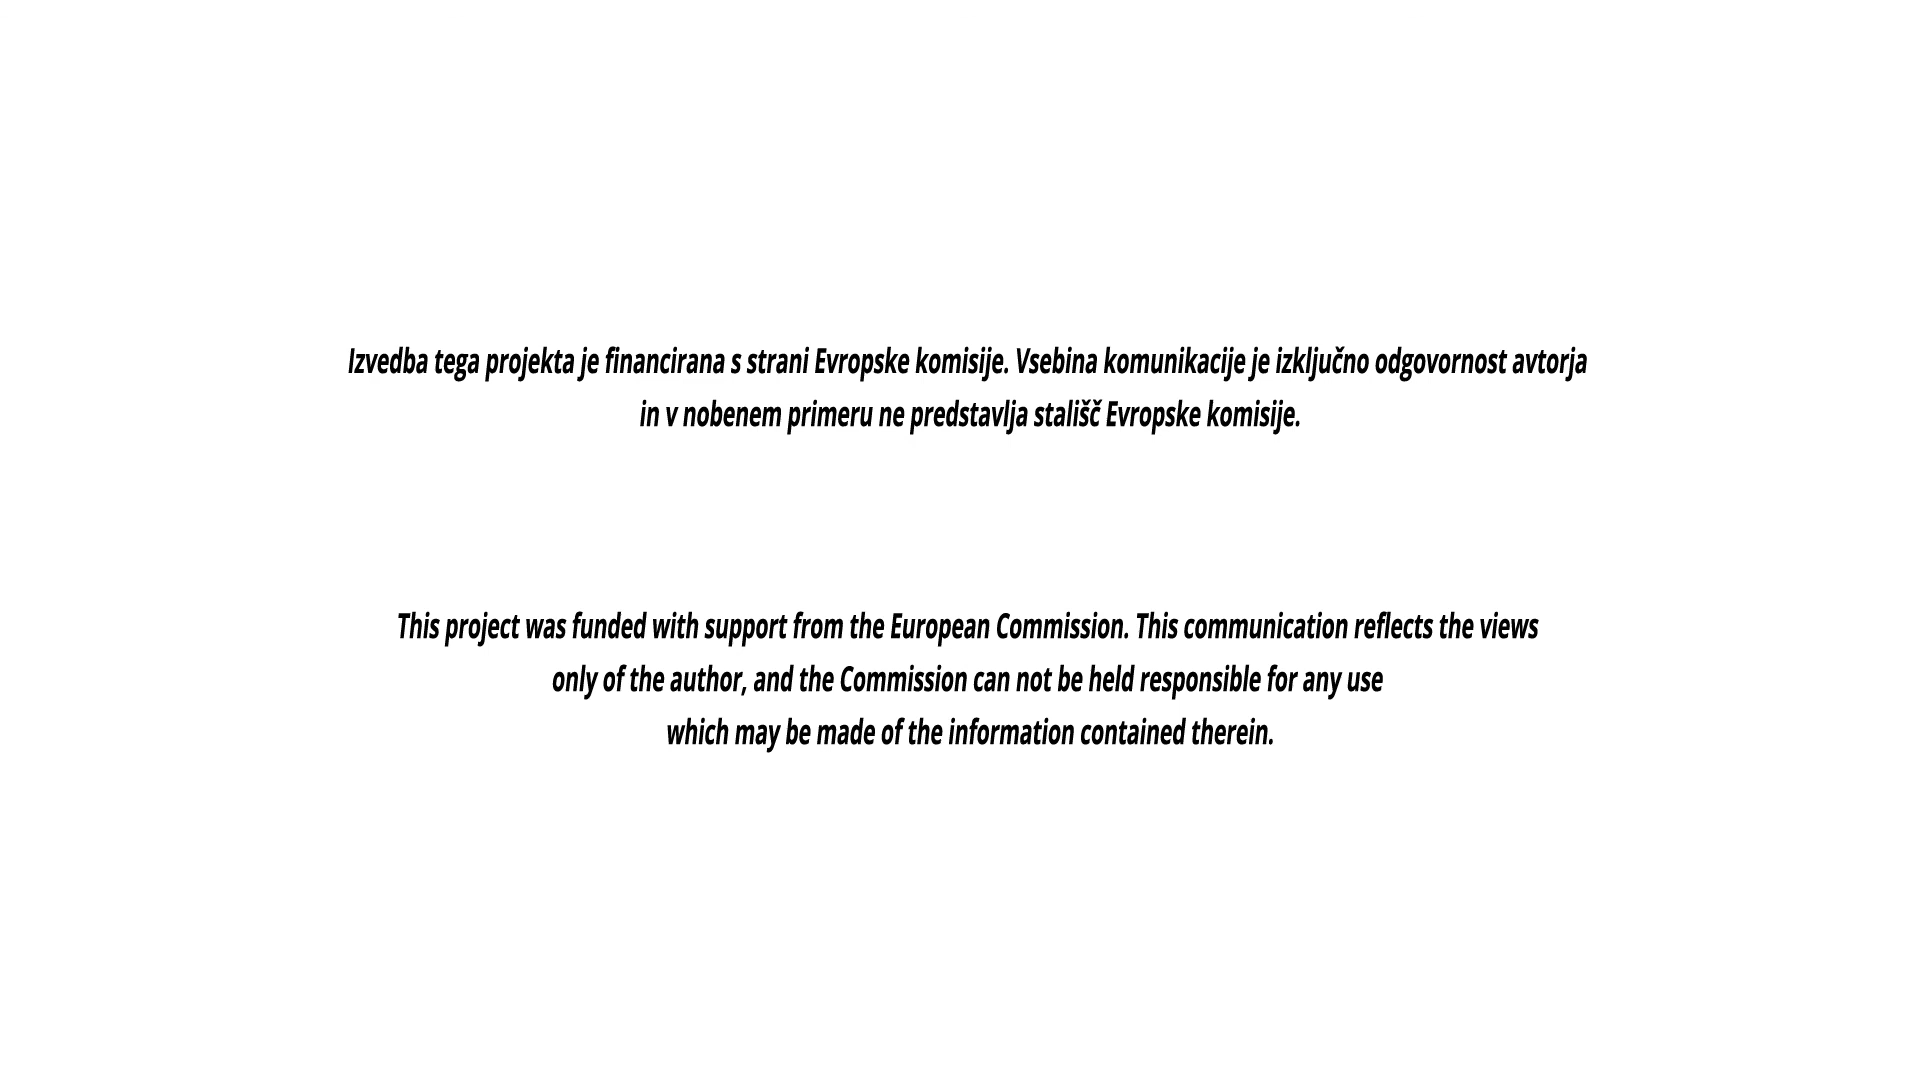 Izvedba tega projekta je financirana s strani Evropske komisije. Vsebina komunikacije je izključno odgovornost avtorja
in v nobenem primeru ne predstavlja stališč Evropske komisije.
This project was funded with support from the European Commission. This communication reflects the views
only of the author, and the Commission can not be held responsible for any use
which may be made of the information contained therein.